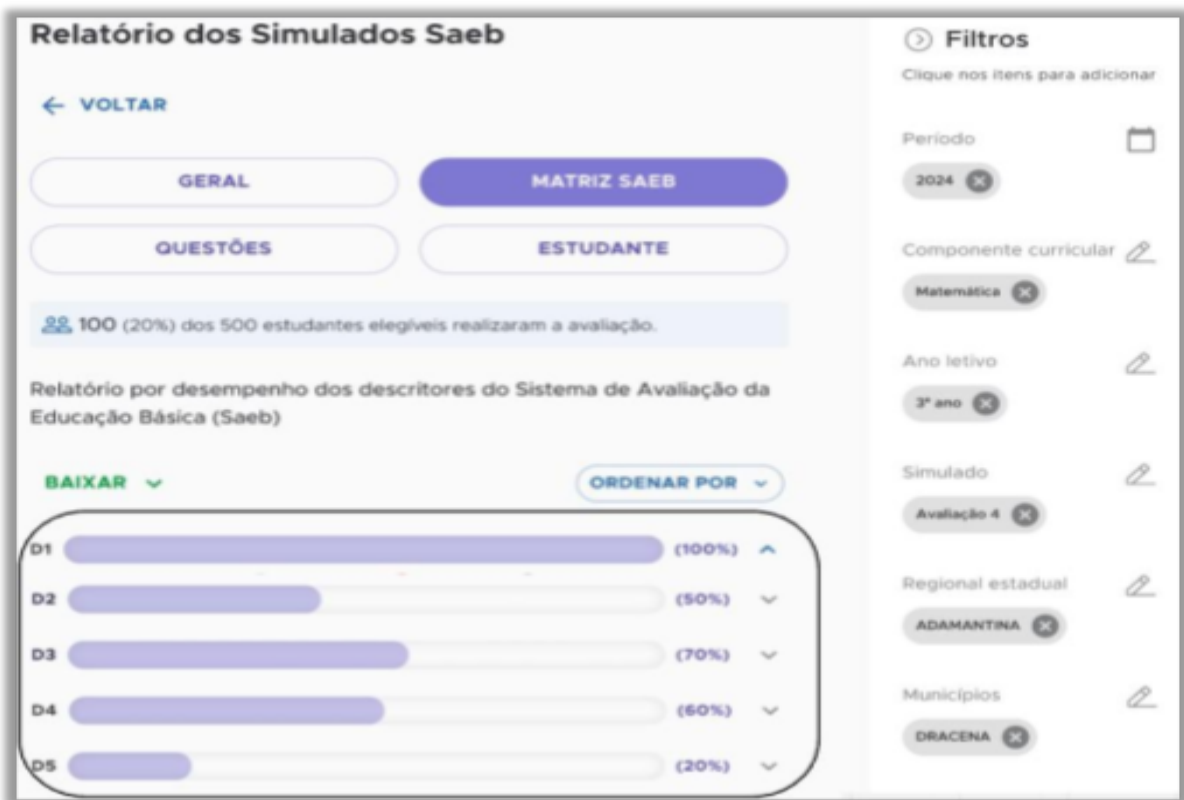 Relatório dos Simulados Saeb
VOLTAR
GERAL
MATRIZ SAEB
QUESTÕES
ESTUDANTE
100 (20%) dos 500 estudantes elegíveis realizaram a avaliação.
Relatório por desempenho dos descritores do Sistema de Avaliação da
Educação Básica (Saeb)
BAIXAR
ORDENAR POR
D1 (100%)
D2 (50%)
D3 (70%)
D4 (60%)
D5 (20%)
Filtros
Clique nos itens para adicionar
Período
2024
Componente curricular
Matemática
Ano letivo
3ª ano
Simulado
Avaliação 4
Regional estadual
ADAMANTINA
Municípios
DRACENA